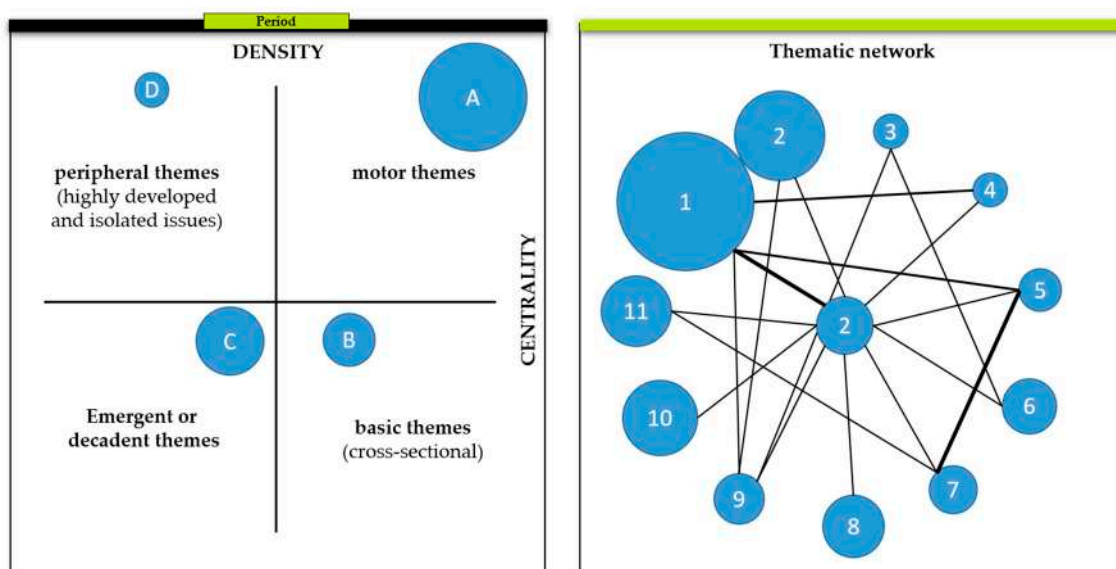 Period
DENSITY
D
A
peripheral themes
(highly developed
and isolated issues)
motor themes
CENTRALITY
C
B
Emergent or
decadent themes
basic themes
(cross-sectional)
Thematic network
1
2
3
4
5
11
2
10
6
9
8
7